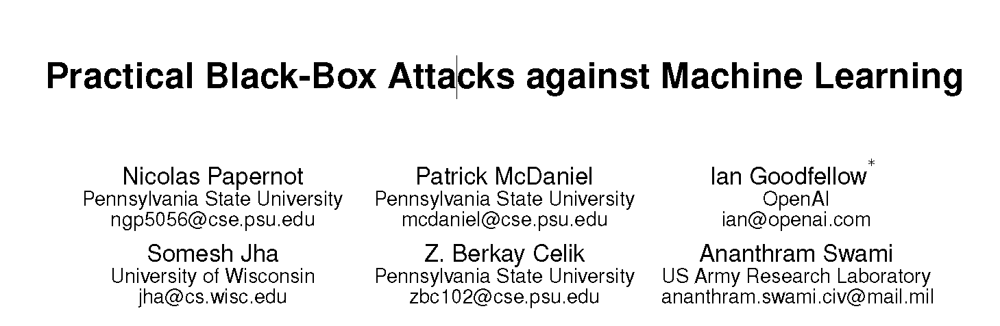 Practical Black-Box Attacks against Machine Learning
Nicolas Papernot
Pennsylvania State University
ngp5056@cse.psu.edu
Patrick McDaniel
Pennsylvania State University
mcdaniel@cse.psu.edu
Ian Goodfellow*
OpenAI
ian@openai.com
Somesh Jha
University of Wisconsin
jha@cs.wisc.edu
Z. Berkay Celik
Pennsylvania State University
zbc102@cse.psu.edu
Ananthram Swami
US Army Research Laboratory
ananthram.swami.civ@mail.mil